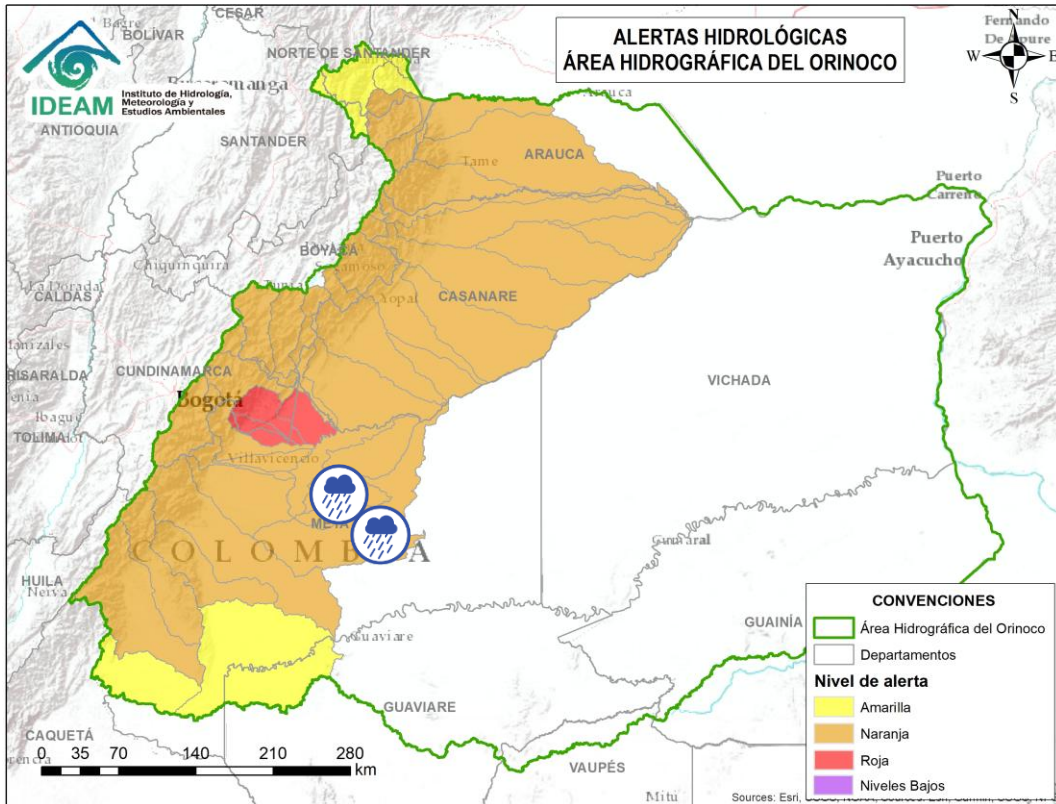 ALERTAS HIDROLÓGICAS
ÁREA HIDROGRÁFICA DEL ORINOCO
IDEAM
Instituto de Hidrología,
Meteorología y
Estudios Ambientales
N
W
E
S
CESAR
BOLÍVAR
NORTE DE SANTANDER
ANTIOQUIA
SANTANDER
Arauca
ARAUCA
Tame
Puerto
Carreño
Puerto
Ayacucho
BOYACÁ
Chiquinquirá
La Dorada
CALDAS
Yopal
CASANARE
CUNDINAMARCA
Bogotá
VICHADA
TOLIMA
Villavicencio
META
COLOMBIA
HUILA
Neiva
Guaviare
GUAINÍA
GUAVIARE
CAQUETÁ
VAUPÉS
Mitú
0 35 70 140 210 280
km
CONVENCIONES
Área Hidrográfica del Orinoco
Departamentos
Nivel de alerta
Amarilla
Naranja
Roja
Niveles Bajos
Sources: Esri,